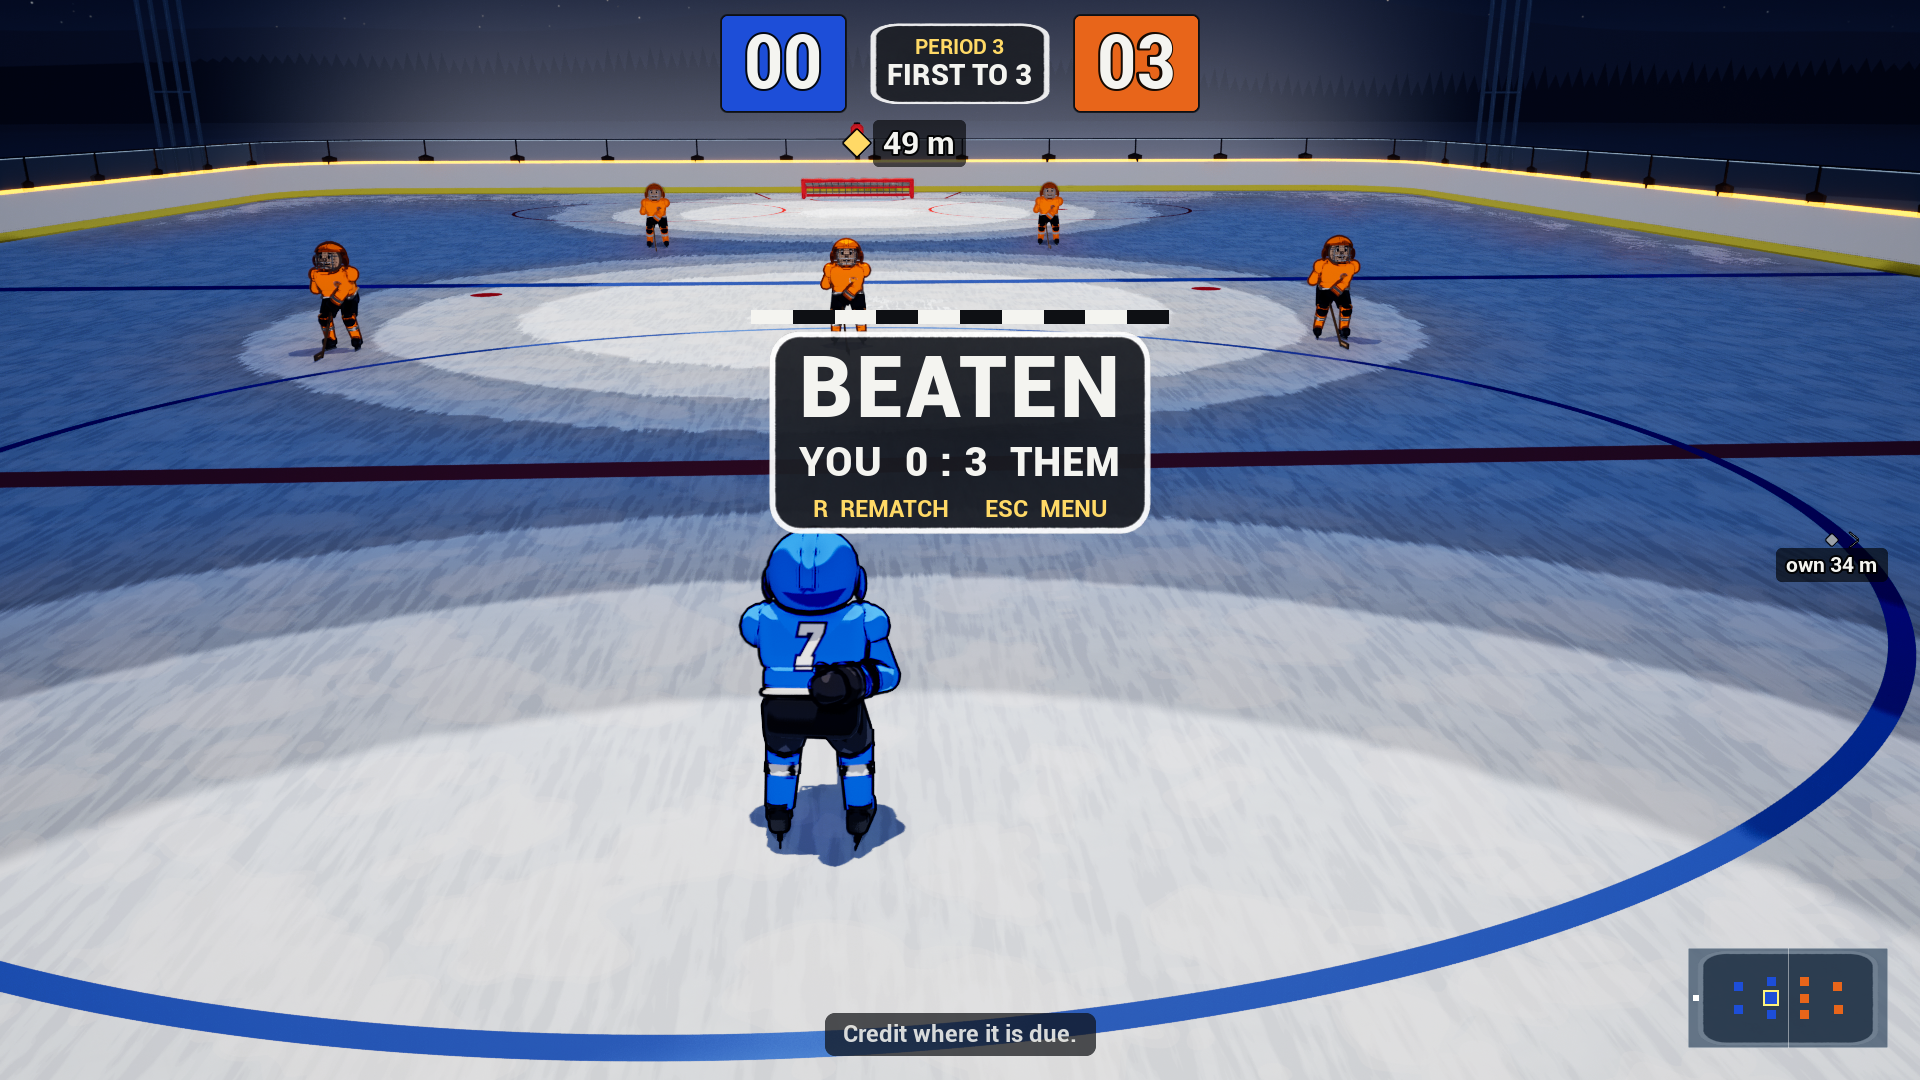 00
PERIOD 3
FIRST TO 3
03
49 m
BEATEN
YOU 0 : 3 THEM
R REMATCH ESC MENU
own 34 m
7
Credit where it is due.